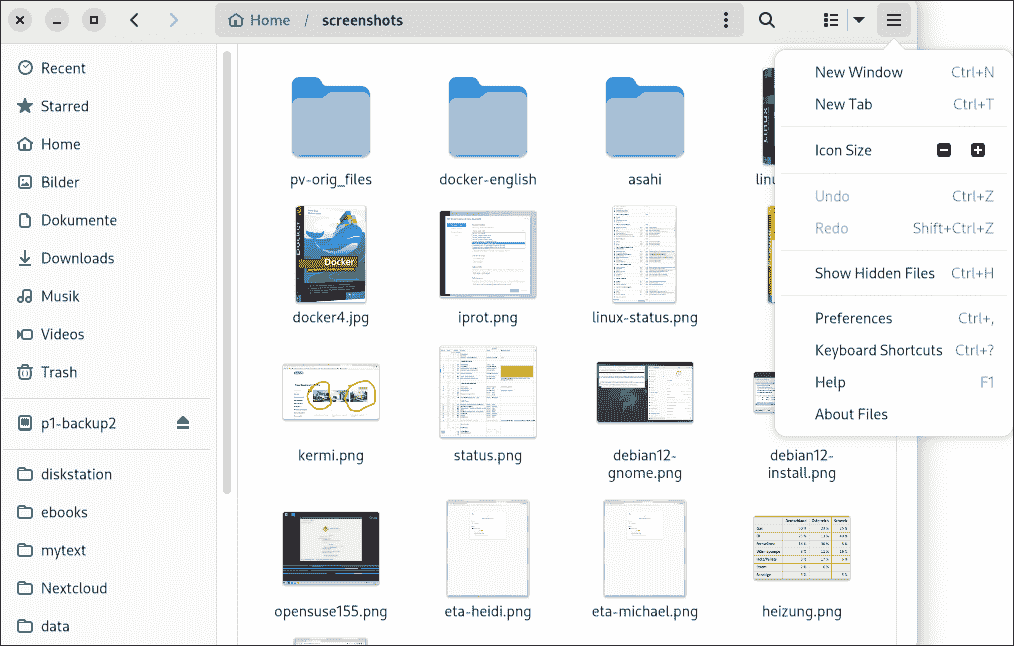 Home / screenshots
Recent
Starred
Home
Bilder
Dokumente
Downloads
Musik
Videos
Trash
p1-backup2
diskstation
ebooks
mytext
Nextcloud
data
pv-orig_files docker-english asahi
docker4.jpg iprot.png linux-status.png
kermi.png status.png debian12-
gnome.png debian12-
install.png
opensuse155.png eta-heidi.png eta-michael.png heizung.png
Docker
New Window Ctrl+N
New Tab Ctrl+T
Icon Size
Undo Ctrl+Z
Redo Shift+Ctrl+Z
Show Hidden Files Ctrl+H
Preferences Ctrl+,
Keyboard Shortcuts Ctrl+?
Help F1
About Files